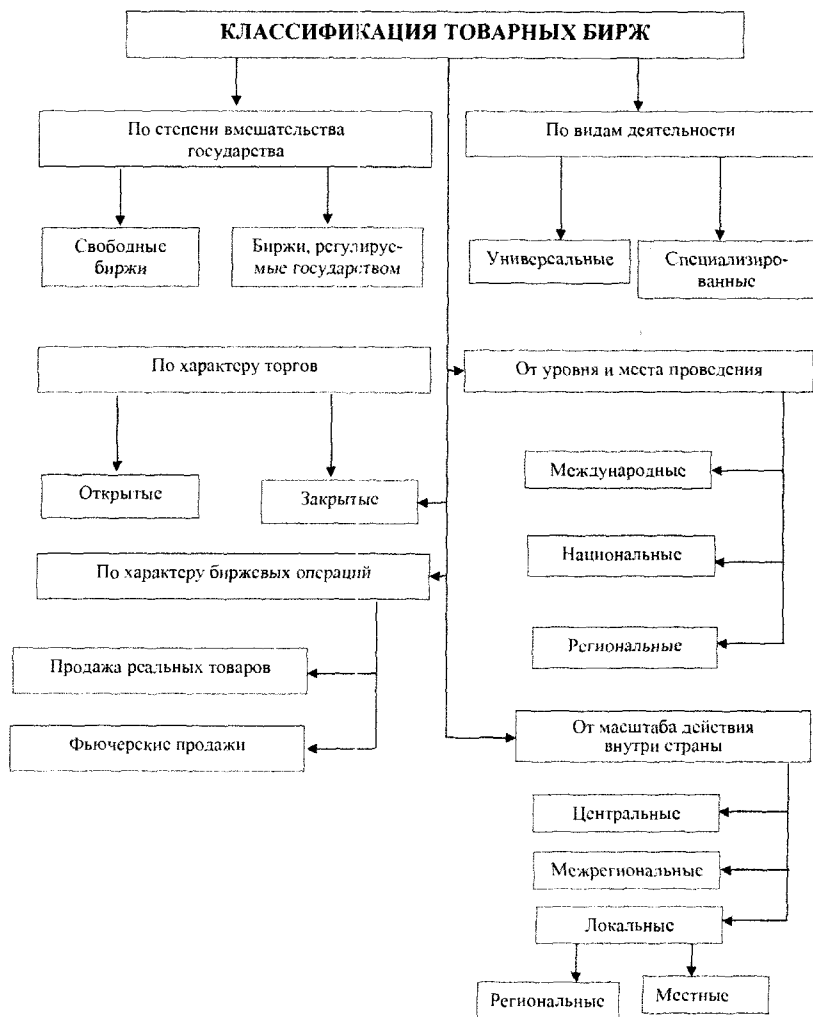 КЛАССИФИКАЦИЯ ТОВАРНЫХ БИРЖ
По степени вмешательства
государства
По видам деятельности
Свободные
биржи
Биржи, регулируе-
мые государством
Универсальные
Специализиро-
ванные
По характеру торгов
От уровня и места проведения
Открытые
Закрытые
Международные
По характеру биржевых операций
Национальные
Региональные
Продажа реальных товаров
Фьючерские продажи
От масштаба действия
внутри страны
Центральные
Межрегиональные
Локальные
Региональные
Местные